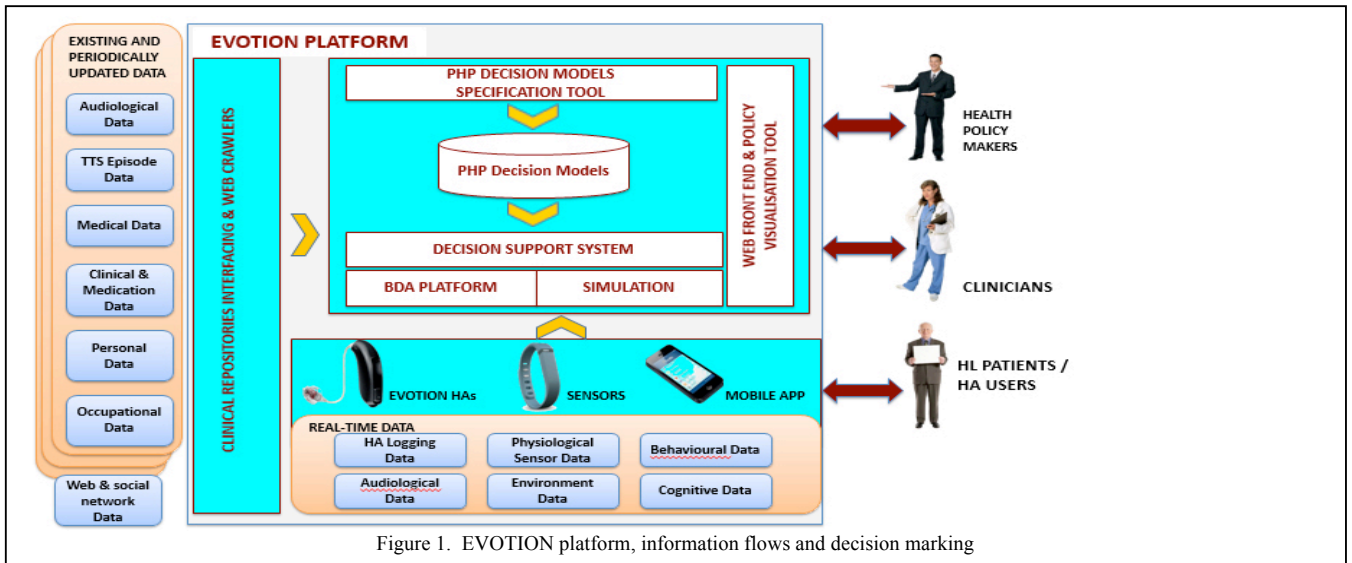 EXISTING AND
PERIODICALLY
UPDATED DATA
Audiological
Data
TTS Episode
Data
Medical Data
Clinical &
Medication
Data
Personal
Data
Occupational
Data
Web & social
network
Data
EVOTION PLATFORM
CLINICAL REPOSITORIES INTERFACING & WEB CRAWLERS
PHP DECISION MODELS
SPECIFICATION TOOL
PHP Decision Models
DECISION SUPPORT SYSTEM
BDA PLATFORM
SIMULATION
WEB FRONT END & POLICY
VISUALISATION TOOL
EVOTION HAs
SENSORS
MOBILE APP
REAL-TIME DATA
HA Logging
Data
Physiological
Sensor Data
Behavioural Data
Audiological
Data
Environment
Data
Cognitive Data
HEALTH
POLICY
MAKERS
CLINICIANS
HL PATIENTS /
HA USERS
Figure 1. EVOTION platform, information flows and decision marking